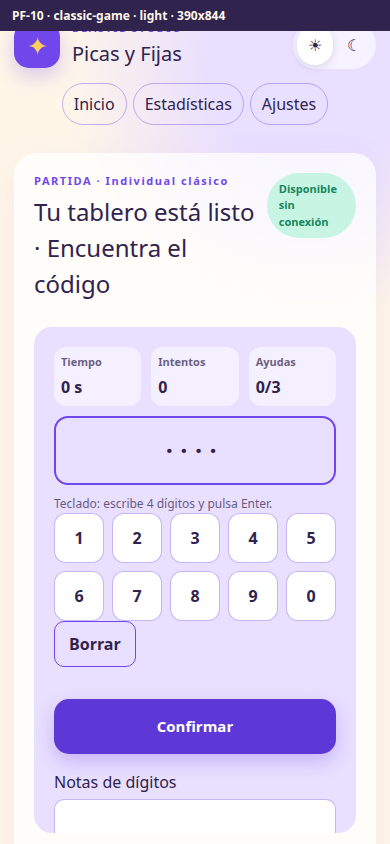 PF-10 · classic-game · light · 390x844
Picas y Fijas
Inicio
Estadísticas
Ajustes
PARTIDA · Individual clásico
Tu tablero está listo
· Encuentra el
código
Disponible
sin
conexión
Tiempo
0 s
Intentos
0
Ayudas
0/3
• • • •
Teclado: escribe 4 dígitos y pulsa Enter.
1 2 3 4 5
6 7 8 9 0
Borrar
Confirmar
Notas de dígitos